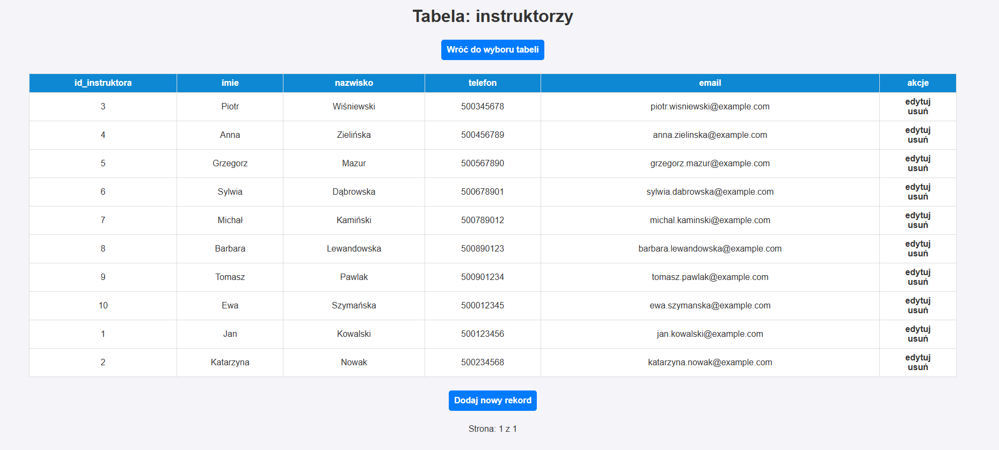 Tabela: instruktorzy
Wróć do wyboru tabeli
id_instruktora imie nazwisko telefon email akcje
3 Piotr Wiśniewski 500345678 piotr.wisniewski@example.com edytuj
usuń
4 Anna Zielińska 500456789 anna.zielinska@example.com edytuj
usuń
5 Grzegorz Mazur 500567890 grzegorz.mazur@example.com edytuj
usuń
6 Sylwia Dąbrowska 500678901 sylwia.dabrowska@example.com edytuj
usuń
7 Michał Kamiński 500789012 michal.kaminski@example.com edytuj
usuń
8 Barbara Lewandowska 500890123 barbara.lewandowska@example.com edytuj
usuń
9 Tomasz Pawlak 500901234 tomasz.pawlak@example.com edytuj
usuń
10 Ewa Szymańska 500012345 ewa.szymanska@example.com edytuj
usuń
1 Jan Kowalski 500123456 jan.kowalski@example.com edytuj
usuń
2 Katarzyna Nowak 500234568 katarzyna.nowak@example.com edytuj
usuń
Dodaj nowy rekord
Strona: 1 z 1